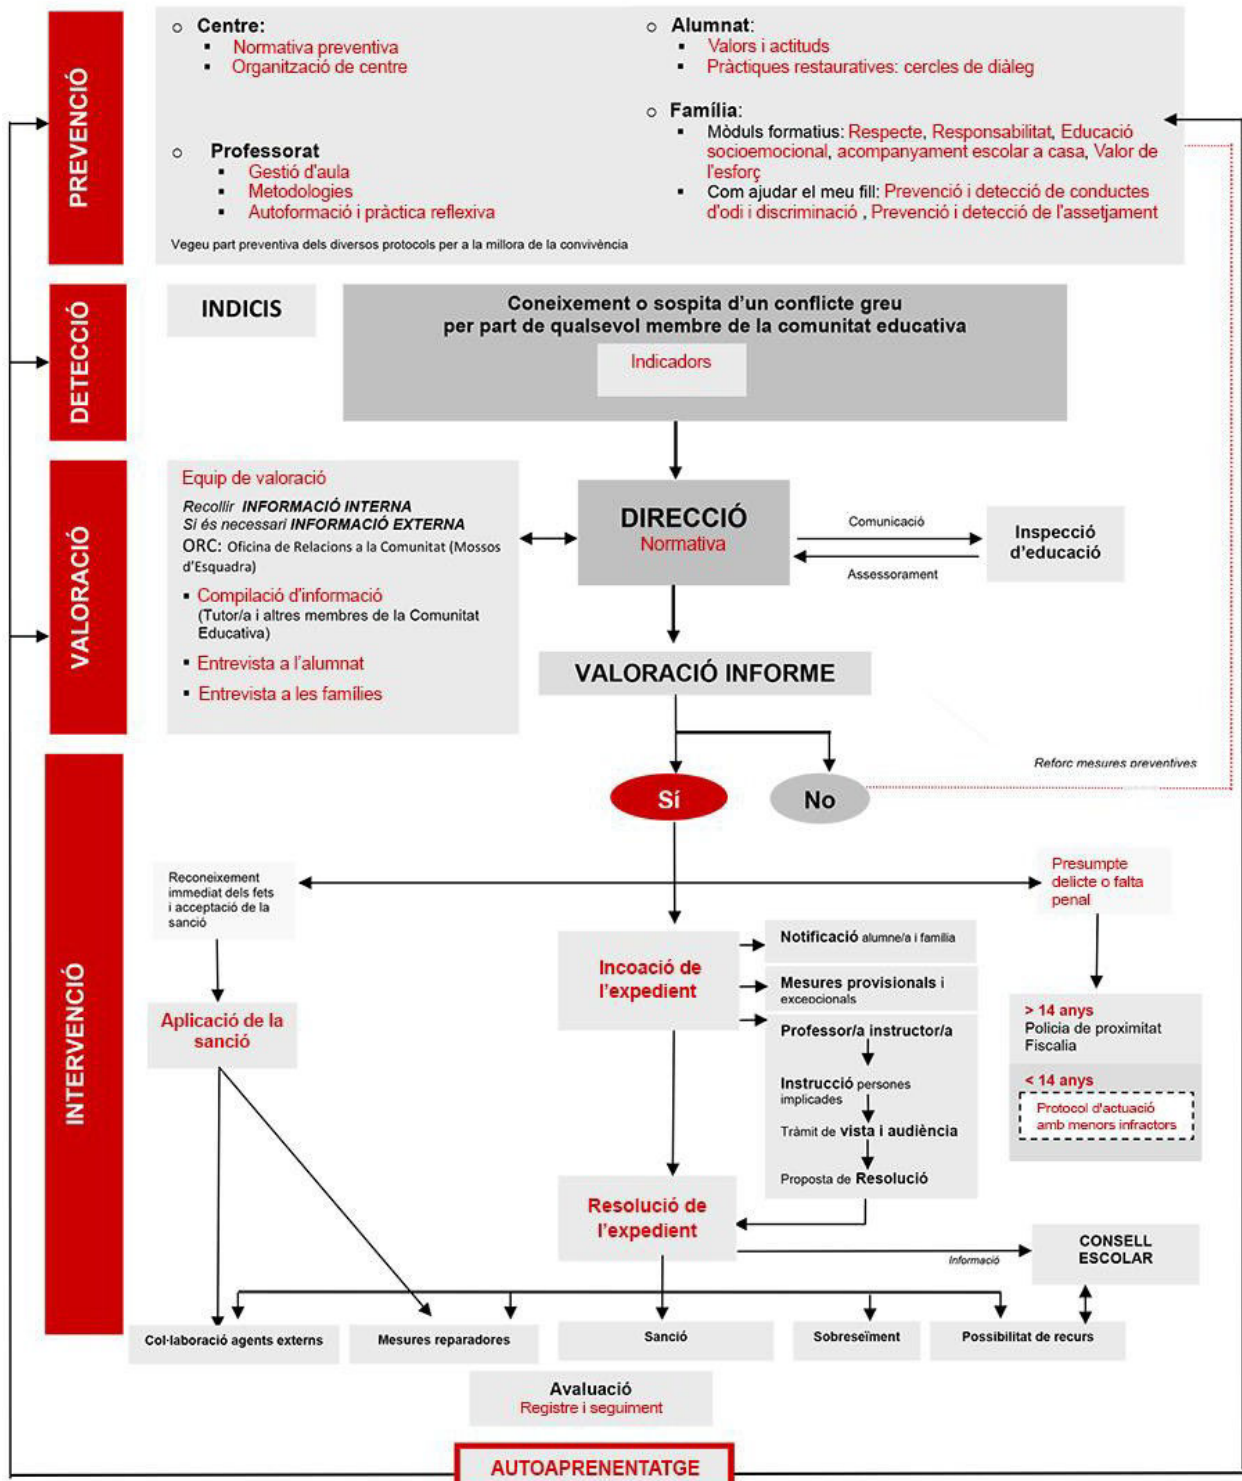 PREVENCIÓ
Centre:
Normativa preventiva
Organització de centre
Professorat
Gestió d'aula
Metodologies
Autoformació i pràctica reflexiva
Vegeu part preventiva dels diversos protocols per a la millora de la convivència
Alumnat:
Valors i actituds
Pràctiques restauratives: cercles de diàleg
Família:
Mòduls formatius: Respecte, Responsabilitat, Educació
socioemocional, acompanyament escolar a casa, Valor de
l'esforç
Com ajudar el meu fill: Prevenció i detecció de conductes
d'odi i discriminació , Prevenció i detecció de l'assetjament
DETECCIÓ
INDICIS
Coneixement o sospita d'un conflicte greu
per part de qualsevol membre de la comunitat educativa
Indicadors
VALORACIÓ
Equip de valoració
Recollir INFORMACIÓ INTERNA
Si és necessari INFORMACIÓ EXTERNA
ORC: Oficina de Relacions a la Comunitat (Mossos
d'Esquadra)
Compilació d'informació
(Tutor/a i altres membres de la Comunitat
Educativa)
Entrevista a l'alumnat
Entrevista a les famílies
DIRECCIÓ
Normativa
Comunicació
Assessorament
Inspecció
d'educació
VALORACIÓ INFORME
Reforc mesures preventives
Sí
No
INTERVENCIÓ
Reconeixement
immediat dels fets
i acceptació de la
sanció
Presumpte
delicte o falta
penal
Aplicació de la
sanció
Incoació de
l'expedient
Notificació alumne/a i família
Mesures provisionals i
excepcionals
Professor/a instructor/a
Instrucció persones
implicades
Tràmit de vista i audiència
Proposta de Resolució
> 14 anys
Policia de proximitat
Fiscalia
< 14 anys
Protocol d'actuació
amb menors infractors
Resolució de
l'expedient
Informació
CONSELL
ESCOLAR
Col·laboració agents externs
Mesures reparadores
Sanció
Sobreseïment
Possibilitat de recurs
Avaluació
Registre i seguiment
AUTOAPRENENTATGE